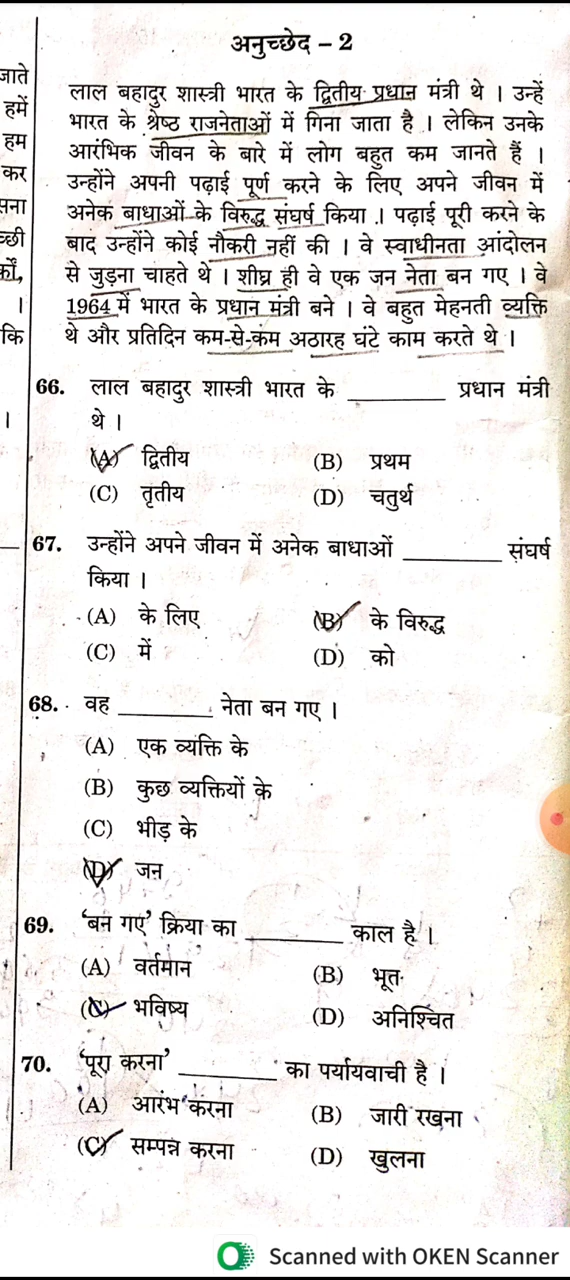 अनुच्छेद – 2
जाते
हमें
हम
कर
पना
च्छी
र्को,
।
कि
।
लाल बहादुर शास्त्री भारत के द्वितीय प्रधान मंत्री थे । उन्हें
भारत के श्रेष्ठ राजनेताओं में गिना जाता है । लेकिन उनके
आरंभिक जीवन के बारे में लोग बहुत कम जानते हैं ।
उन्होंने अपनी पढ़ाई पूर्ण करने के लिए अपने जीवन में
अनेक बाधाओं के विरुद्ध संघर्ष किया । पढ़ाई पूरी करने के
बाद उन्होंने कोई नौकरी नहीं की । वे स्वाधीनता आंदोलन
से जुड़ना चाहते थे । शीघ्र ही वे एक जन नेता बन गए । वे
1964 में भारत के प्रधान मंत्री बने । वे बहुत मेहनती व्यक्ति
थे और प्रतिदिन कम-से-कम अठारह घंटे काम करते थे ।
66. लाल बहादुर शास्त्री भारत के ________ प्रधान मंत्री
थे ।
(A) द्वितीय (B) प्रथम
(C) तृतीय (D) चतुर्थ
67. उन्होंने अपने जीवन में अनेक बाधाओं ________ संघर्ष
किया ।
(A) के लिए (B) के विरुद्ध
(C) में (D) को
68. वह ________ नेता बन गए ।
(A) एक व्यक्ति के
(B) कुछ व्यक्तियों के
(C) भीड़ के
(D) जन
69. ‘बन गए’ क्रिया का ________ काल है ।
(A) वर्तमान (B) भूत
(C) भविष्य (D) अनिश्चित
70. ‘पूरा करना’ ________ का पर्यायवाची है ।
(A) आरंभ करना (B) जारी रखना
(C) सम्पन्न करना (D) खुलना
Scanned with OKEN Scanner